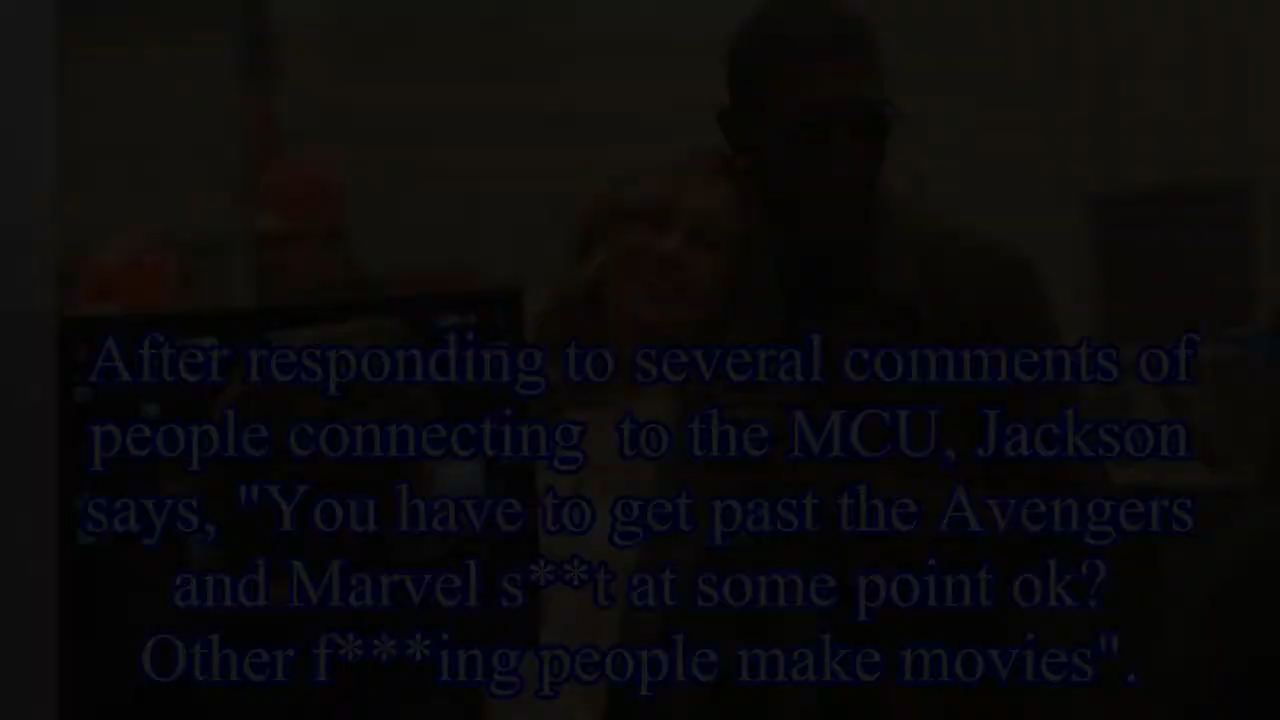 After responding to several comments of
people connecting  to the MCU, Jackson
says, "You have to get past the Avengers
and Marvel s**t at some point ok?
Other f***ing people make movies".